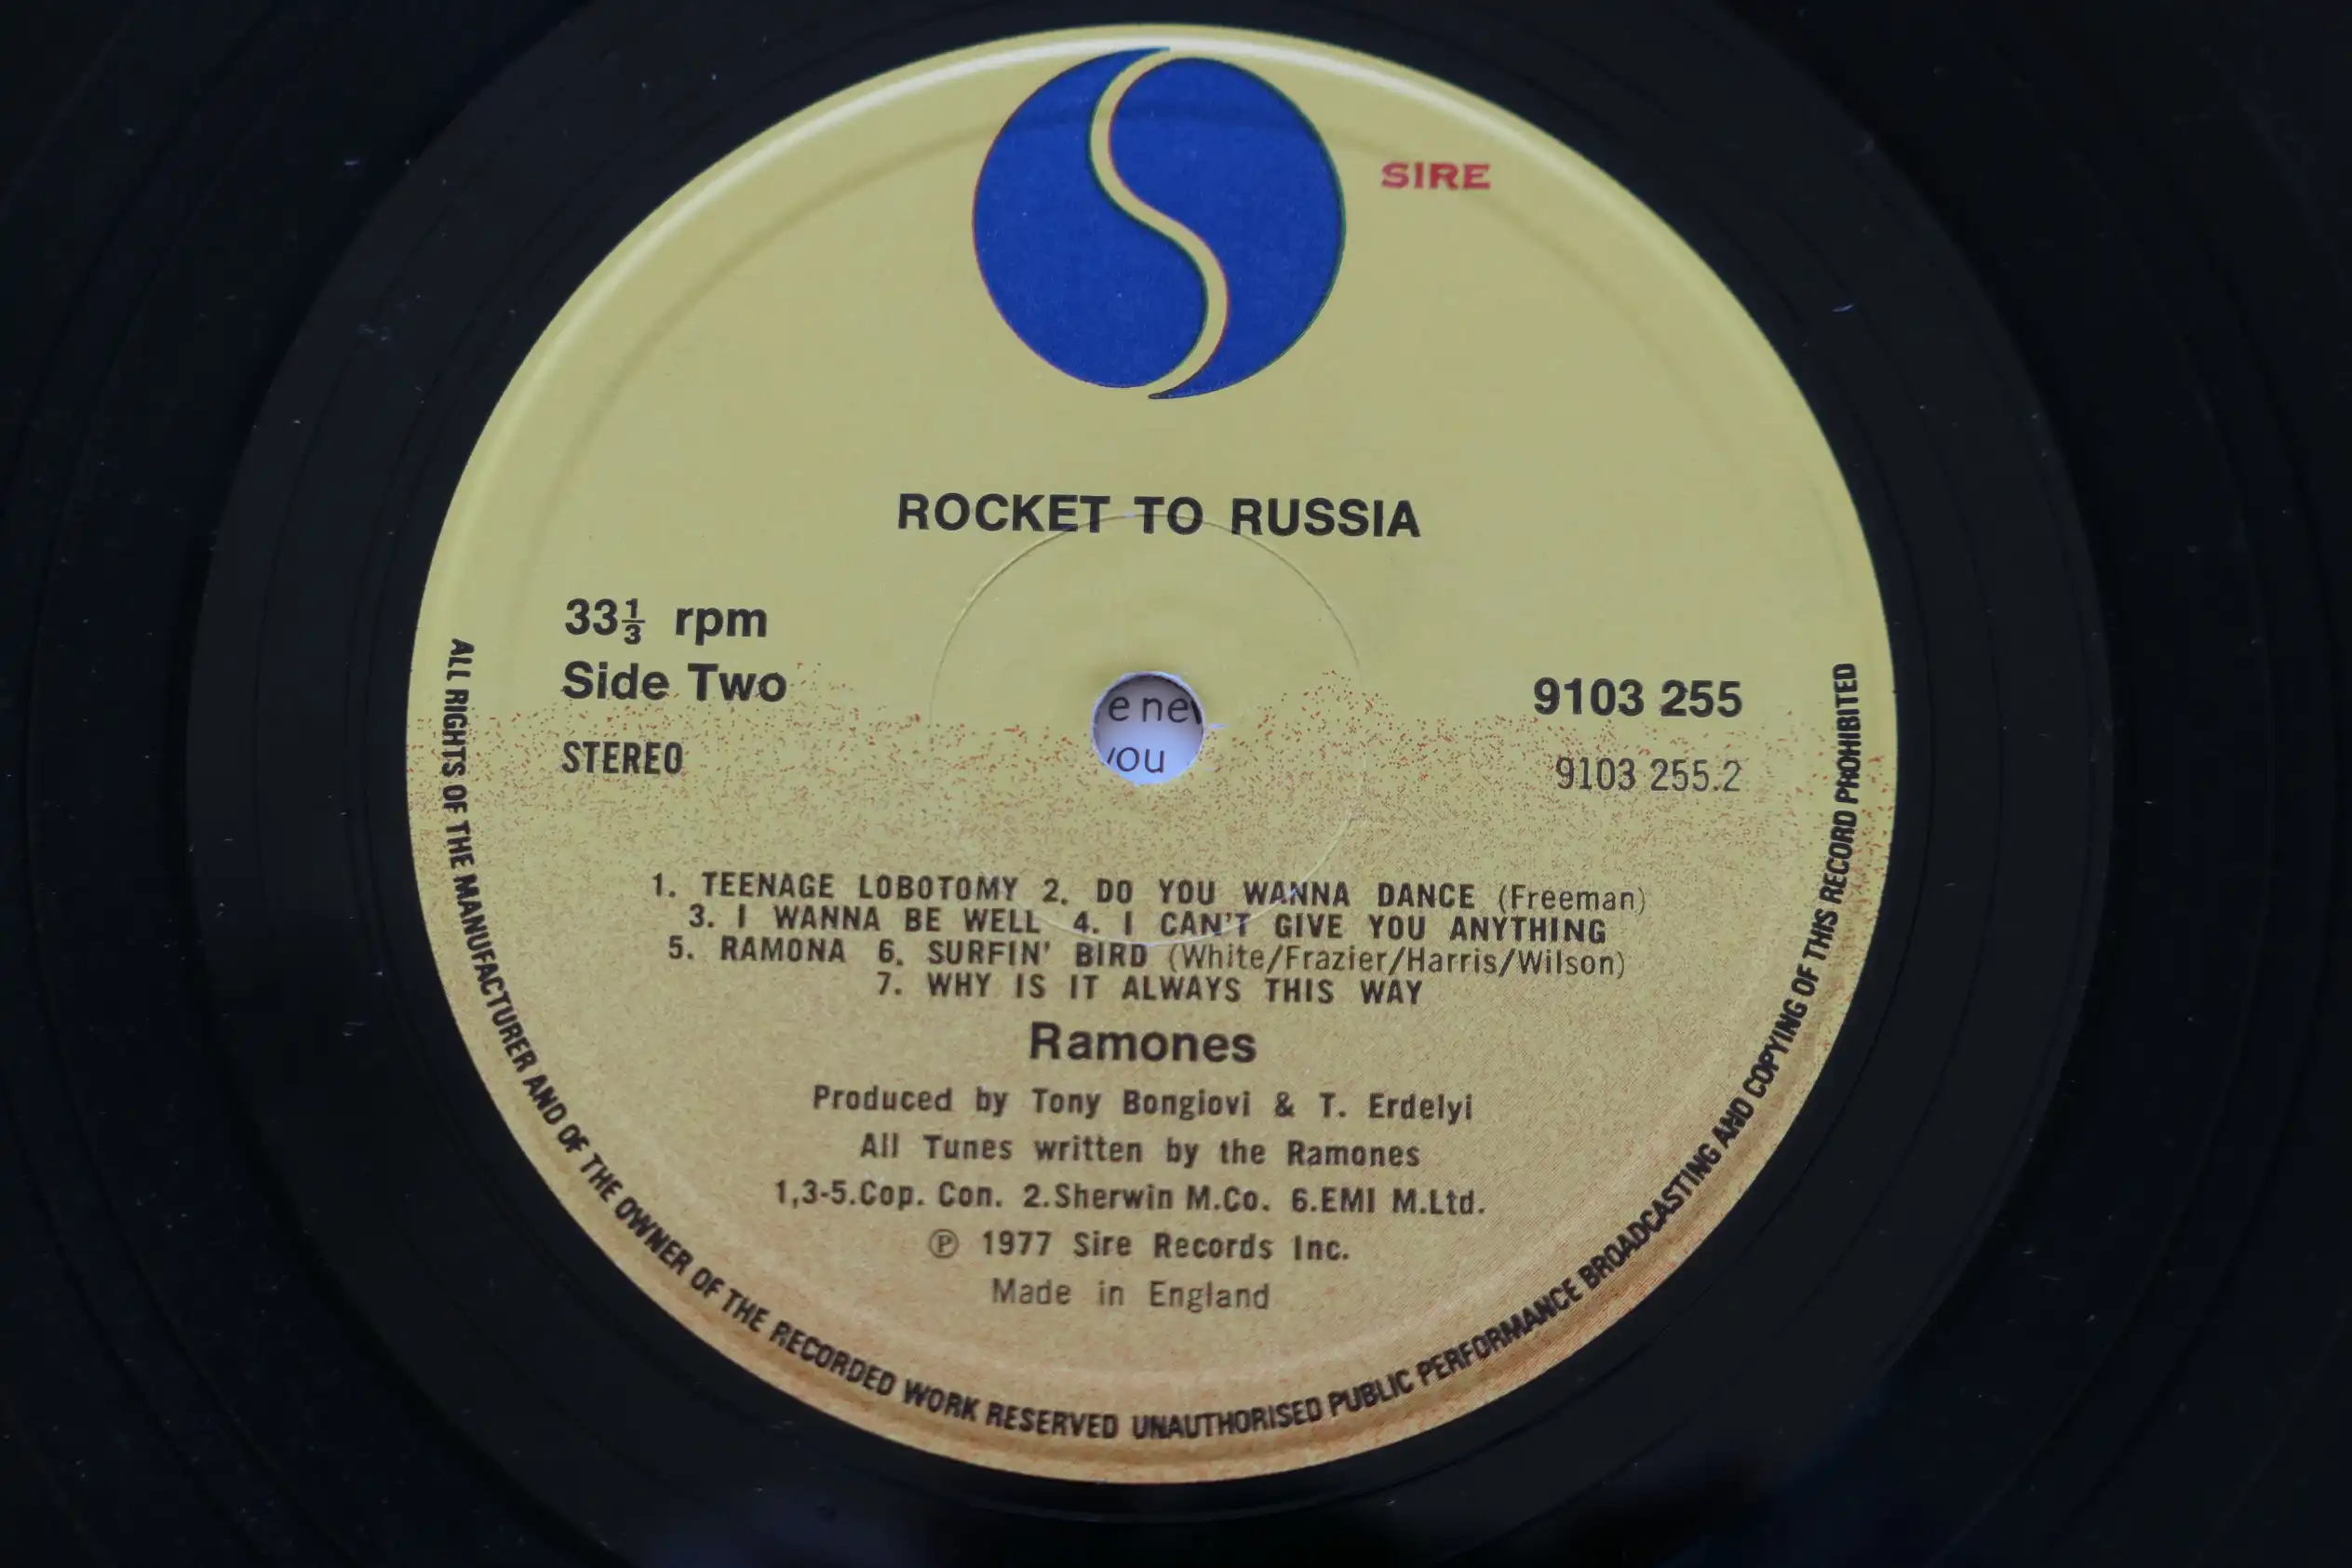 SIRE
ROCKET TO RUSSIA
33⅓ rpm
Side Two
STEREO
9103 255
9103 255.2
e ne
you
1. TEENAGE LOBOTOMY 2. DO YOU WANNA DANCE (Freeman)
3. I WANNA BE WELL 4. I CAN'T GIVE YOU ANYTHING
5. RAMONA 6. SURFIN' BIRD (White/Frazier/Harris/Wilson)
7. WHY IS IT ALWAYS THIS WAY
Ramones
Produced by Tony Bongiovi & T. Erdelyi
All Tunes written by the Ramones
1,3-5.Cop. Con. 2.Sherwin M.Co. 6.EMI M.Ltd.
℗ 1977 Sire Records Inc.
Made in England
ALL RIGHTS OF THE MANUFACTURER AND OF THE OWNER OF THE RECORDED WORK RESERVED UNAUTHORISED PUBLIC PERFORMANCE BROADCASTING AND COPYING OF THIS RECORD PROHIBITED